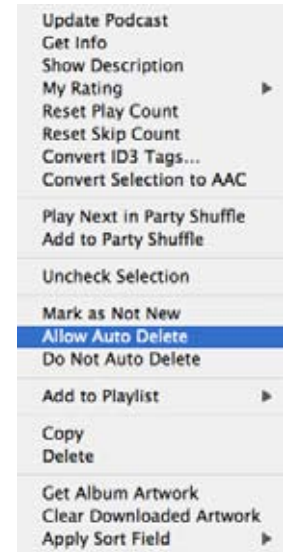 Update Podcast
Get Info
Show Description
My Rating
Reset Play Count
Reset Skip Count
Convert ID3 Tags...
Convert Selection to AAC
Play Next in Party Shuffle
Add to Party Shuffle
Uncheck Selection
Mark as Not New
Allow Auto Delete
Do Not Auto Delete
Add to Playlist
Copy
Delete
Get Album Artwork
Clear Downloaded Artwork
Apply Sort Field